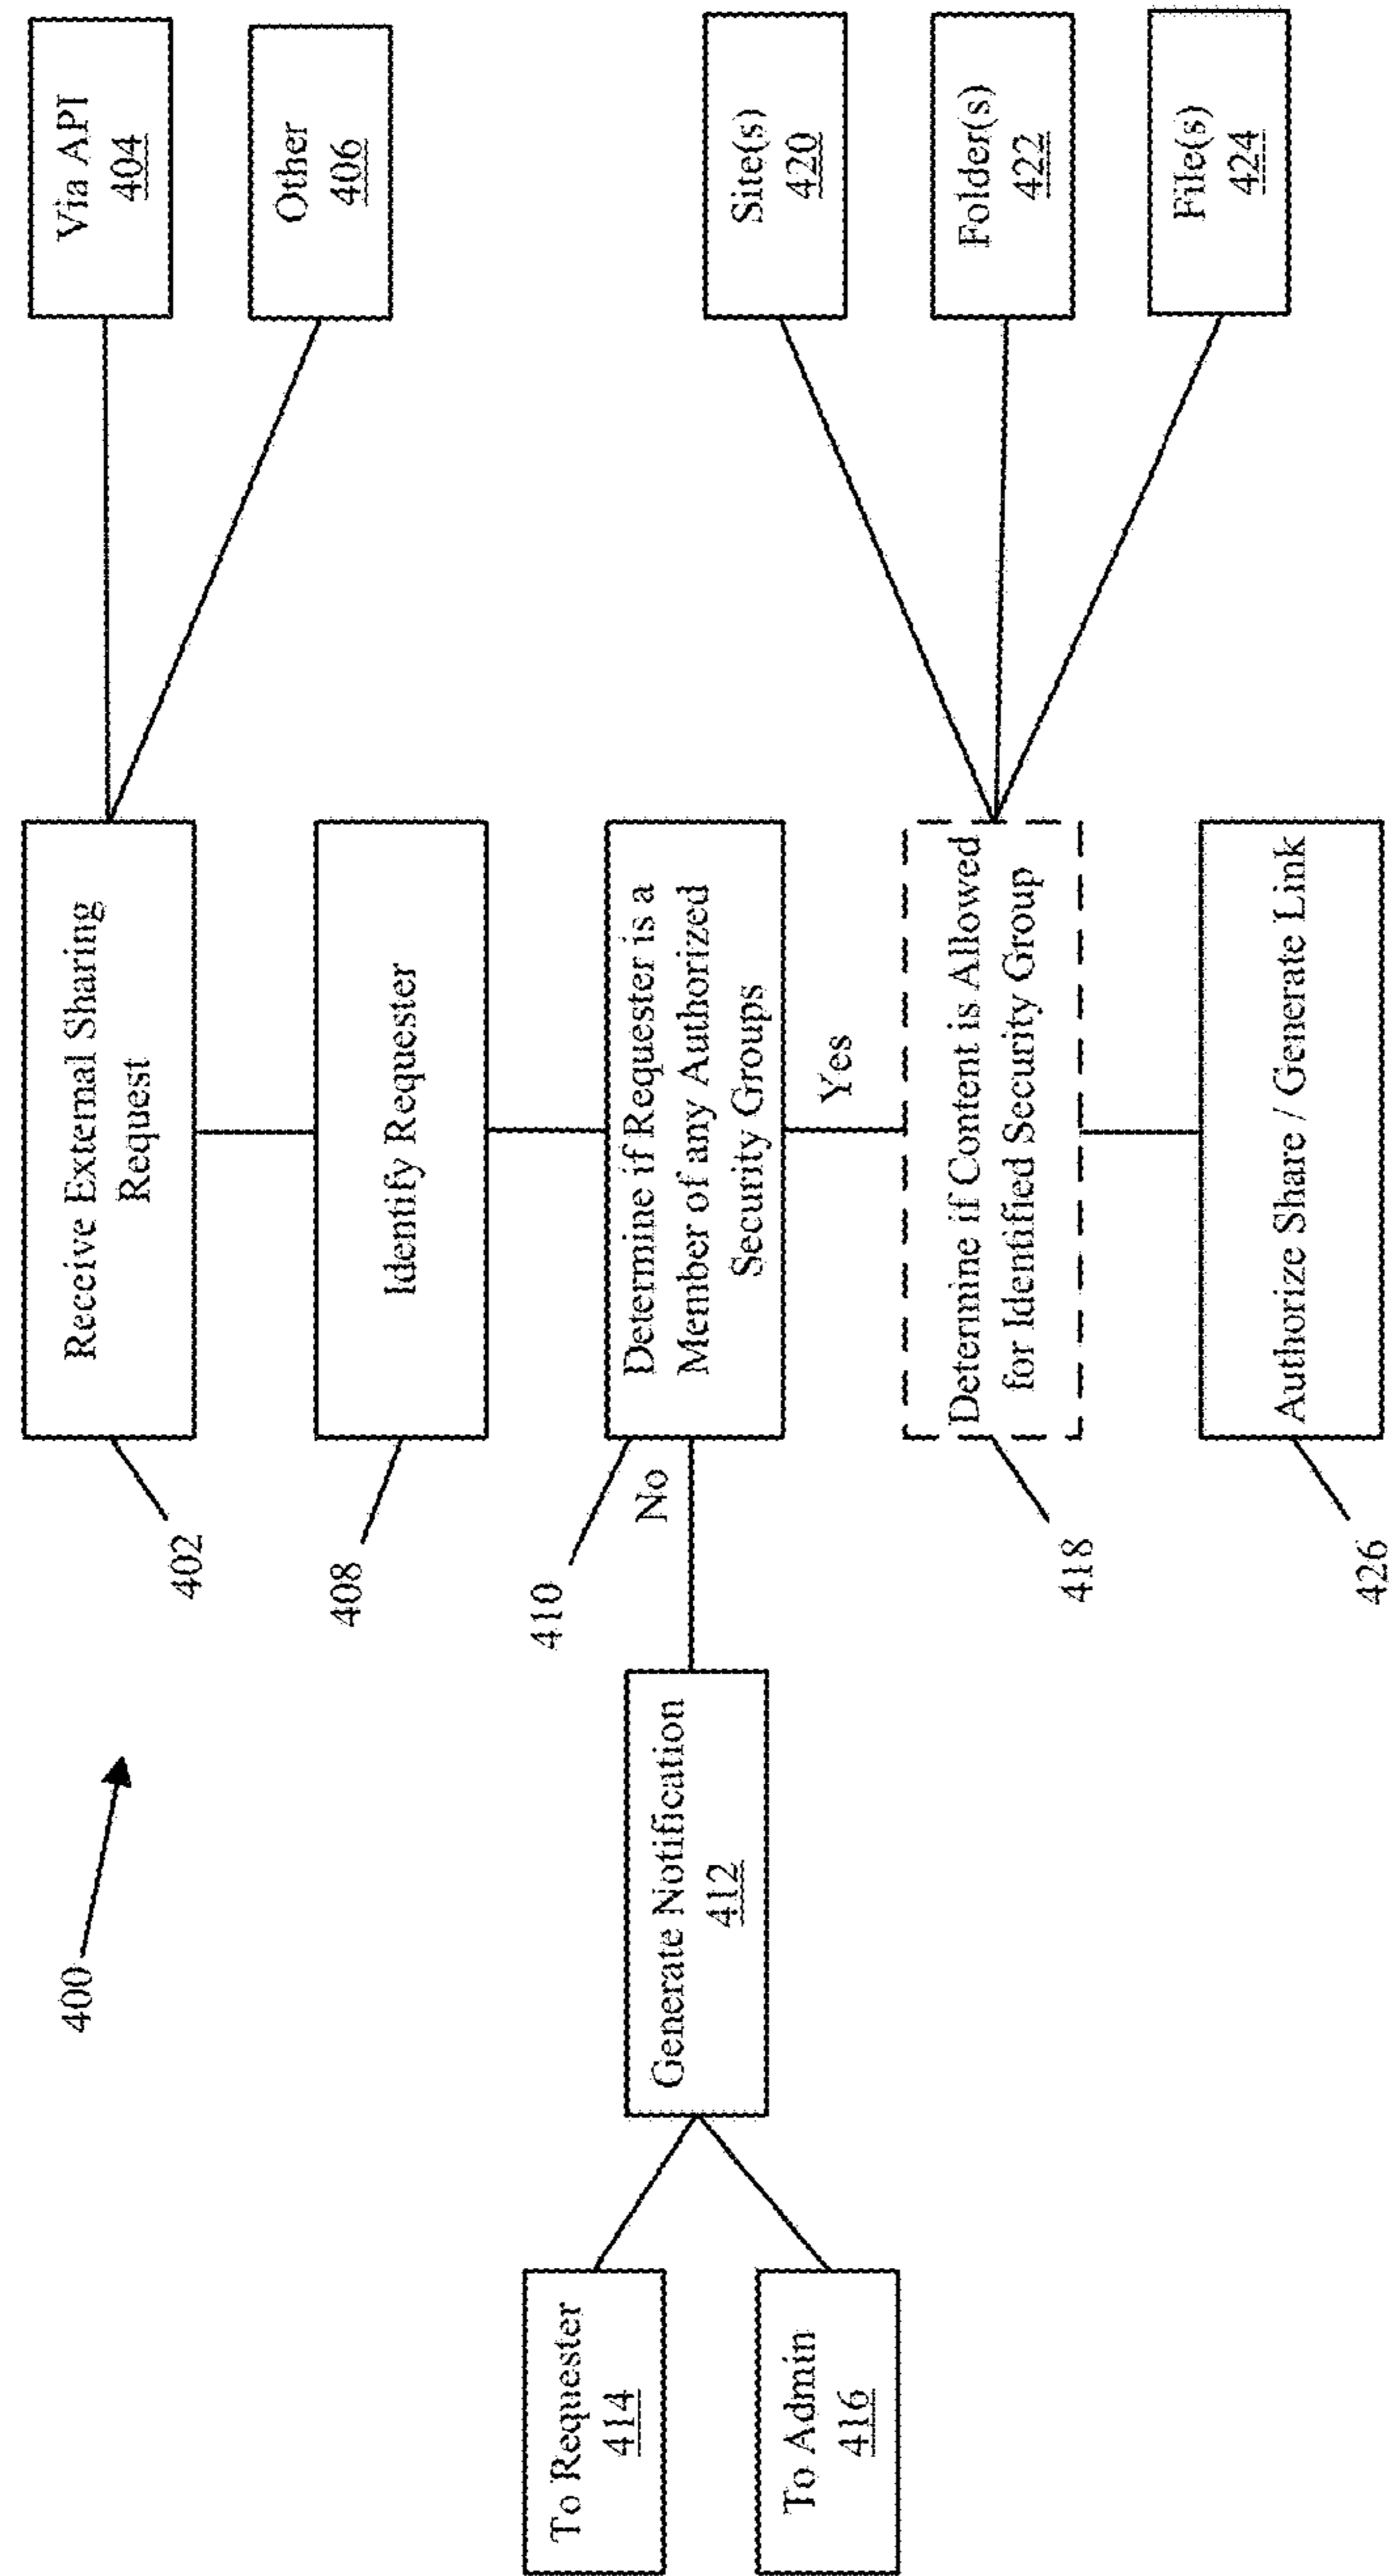 400
402
Receive External Sharing
Request
Via API
404
Other
406
408
Identify Requester
410
Determine if Requester is a
Member of any Authorized
Security Groups
No
Yes
Generate Notification
412
To Requester
414
To Admin
416
418
Determine if Content is Allowed
for Identified Security Group
Site(s)
420
Folder(s)
422
File(s)
424
426
Authorize Share / Generate Link